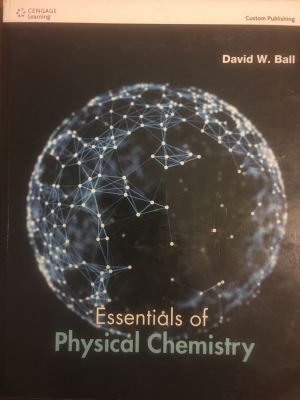 CENGAGE
Learning
Custom Publishing
David W. Ball
Essentials of
Physical Chemistry